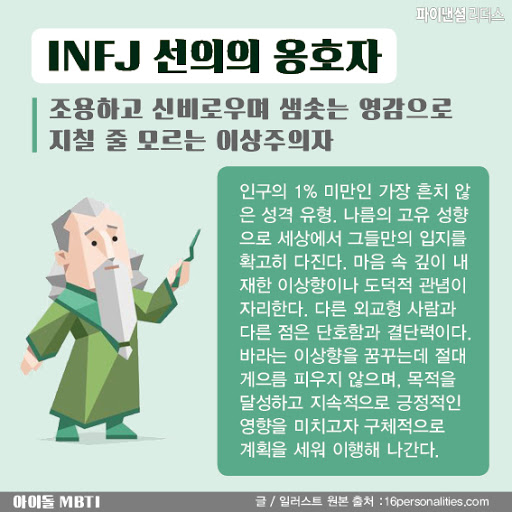 파이낸셜리더스
INFJ 선의의 옹호자
조용하고 신비로우며 샘솟는 영감으로
지칠 줄 모르는 이상주의자
인구의 1% 미만인 가장 흔치 않
은 성격 유형. 나름의 고유 성향
으로 세상에서 그들만의 입지를
확고히 다진다. 마음 속 깊이 내
재한 이상향이나 도덕적 관념이
자리한다. 다른 외교형 사람과
다른 점은 단호함과 결단력이다.
바라는 이상향을 꿈꾸는데 절대
게으름 피우지 않으며, 목적을
달성하고 지속적으로 긍정적인
영향을 미치고자 구체적으로
계획을 세워 이행해 나간다.
아이돌 MBTI
글 / 일러스트 원본 출처 :16personalities.com